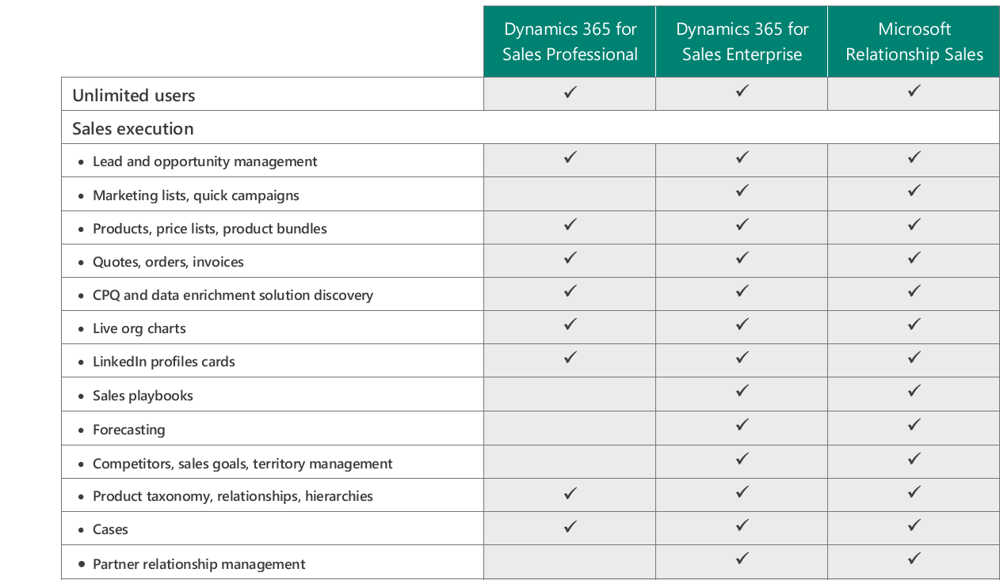 Dynamics 365 for
Sales Professional
Dynamics 365 for
Sales Enterprise
Microsoft
Relationship Sales
Unlimited users ✓ ✓ ✓
Sales execution
• Lead and opportunity management ✓ ✓ ✓
• Marketing lists, quick campaigns ✓ ✓
• Products, price lists, product bundles ✓ ✓ ✓
• Quotes, orders, invoices ✓ ✓ ✓
• CPQ and data enrichment solution discovery ✓ ✓ ✓
• Live org charts ✓ ✓ ✓
• LinkedIn profiles cards ✓ ✓ ✓
• Sales playbooks ✓ ✓
• Forecasting ✓ ✓
• Competitors, sales goals, territory management ✓ ✓
• Product taxonomy, relationships, hierarchies ✓ ✓ ✓
• Cases ✓ ✓ ✓
• Partner relationship management ✓ ✓